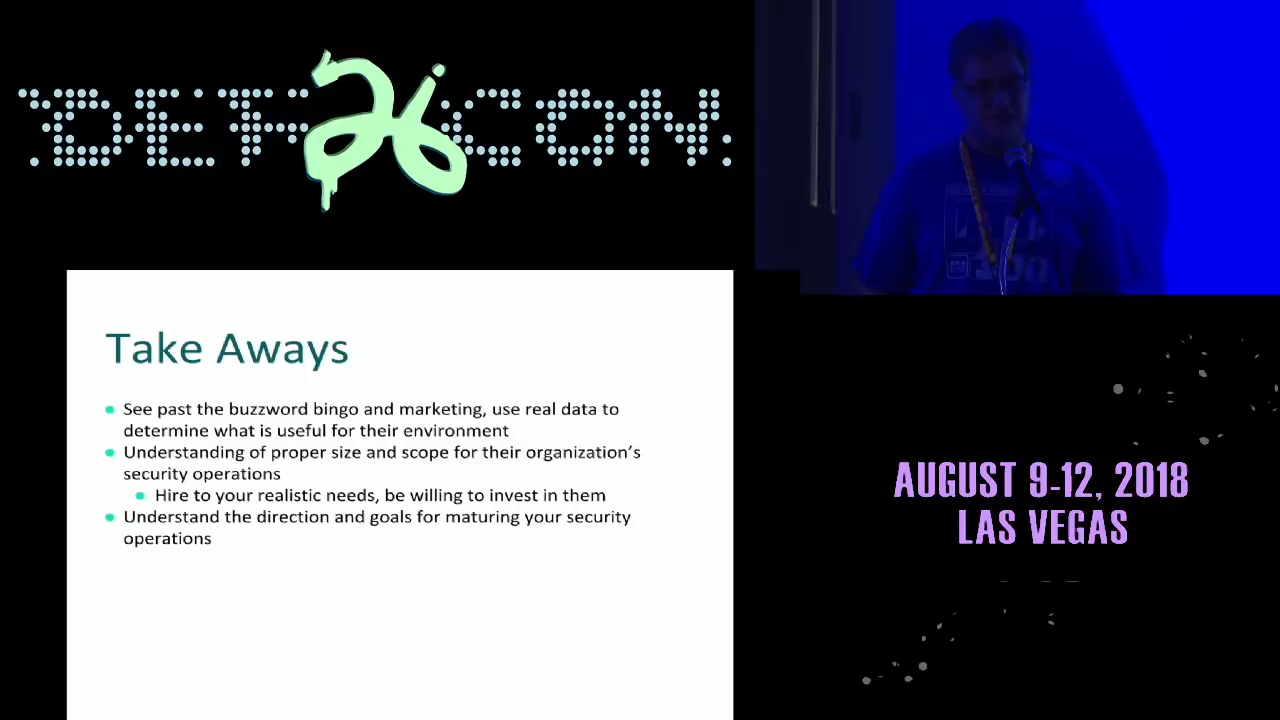 DEF 26 CON
Take Aways
See past the buzzword bingo and marketing, use real data to
determine what is useful for their environment
Understanding of proper size and scope for their organization's
security operations
Hire to your realistic needs, be willing to invest in them
Understand the direction and goals for maturing your security
operations
AUGUST 9-12, 2018
LAS VEGAS